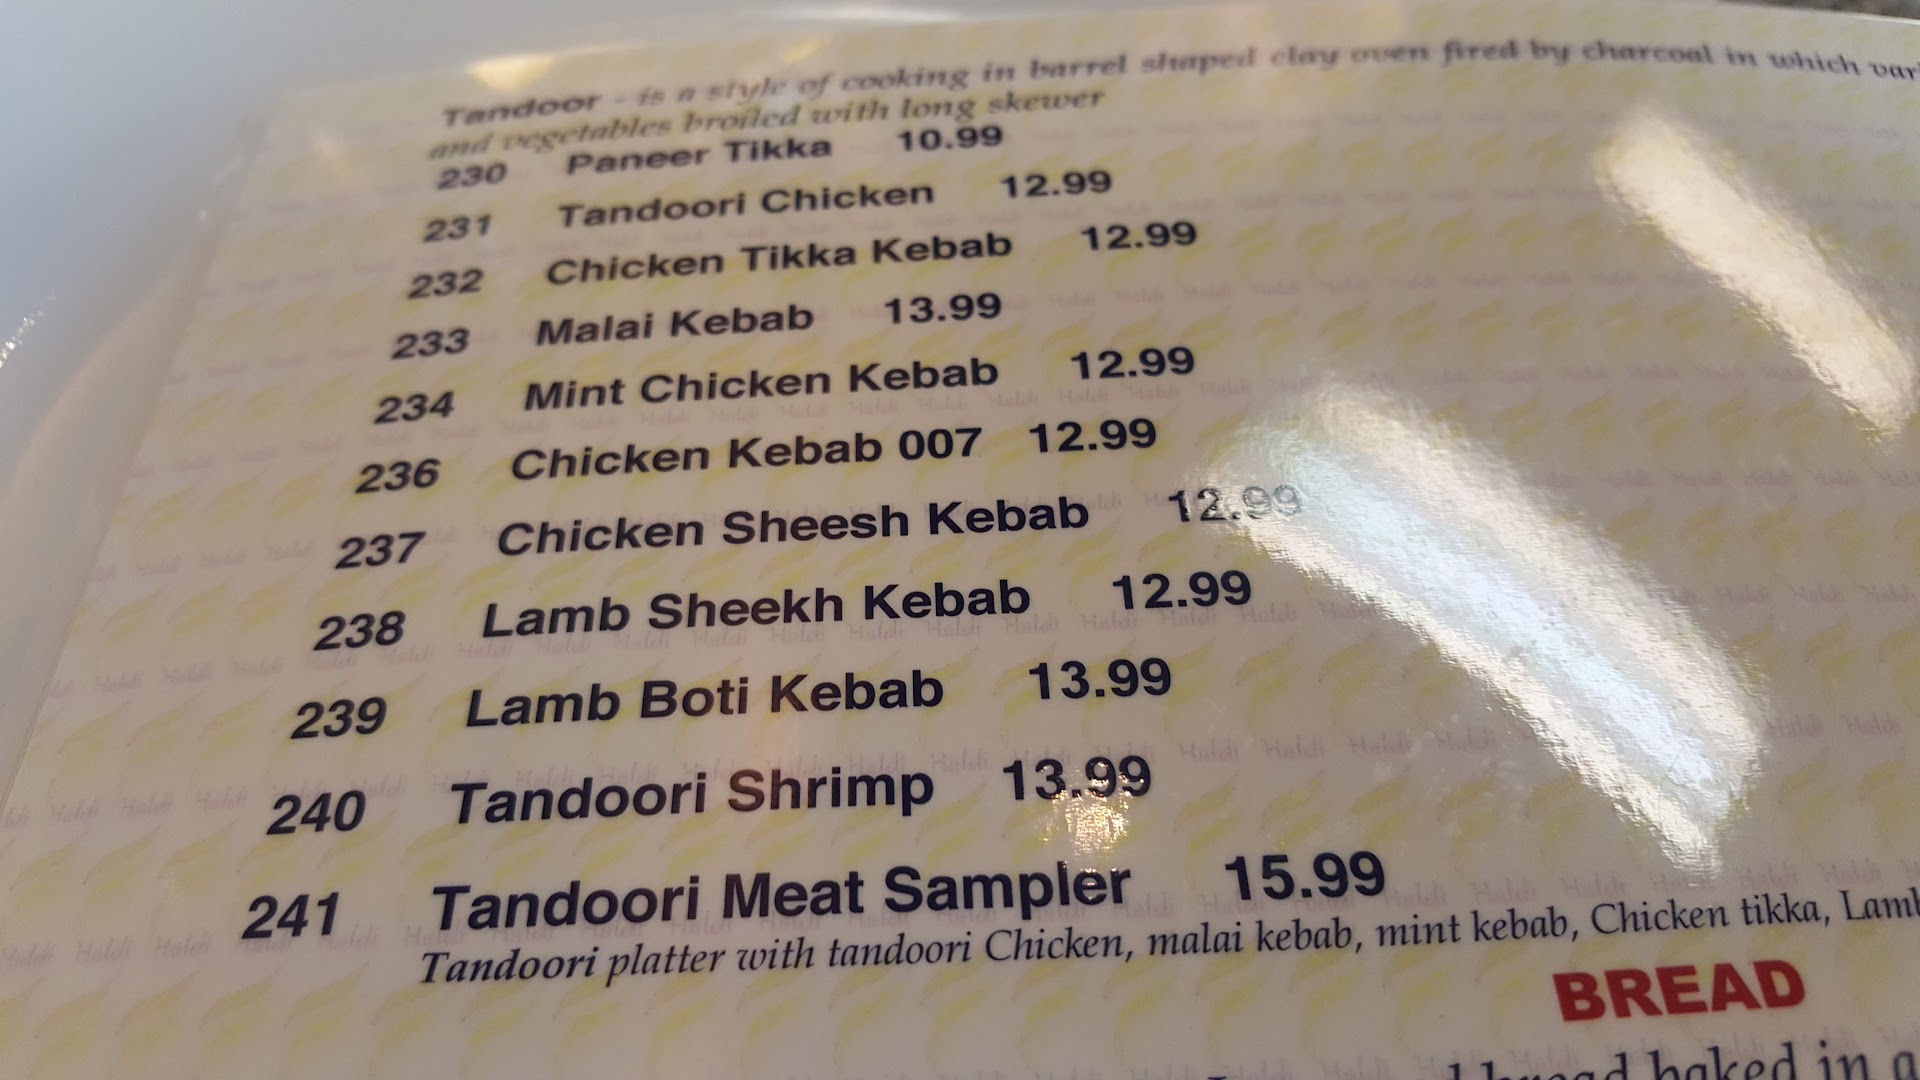 Tandoor - is a style of cooking in barrel shaped clay oven fired by charcoal in which
and vegetables broiled with long skewer
230 Paneer Tikka 10.99
231 Tandoori Chicken 12.99
232 Chicken Tikka Kebab 12.99
233 Malai Kebab 13.99
234 Mint Chicken Kebab 12.99
236 Chicken Kebab 007 12.99
237 Chicken Sheesh Kebab 12.99
238 Lamb Sheekh Kebab 12.99
239 Lamb Boti Kebab 13.99
240 Tandoori Shrimp 13.99
241 Tandoori Meat Sampler 15.99
Tandoori platter with tandoori Chicken, malai kebab, mint kebab, Chicken tikka, Lamb
BREAD
bread baked in a